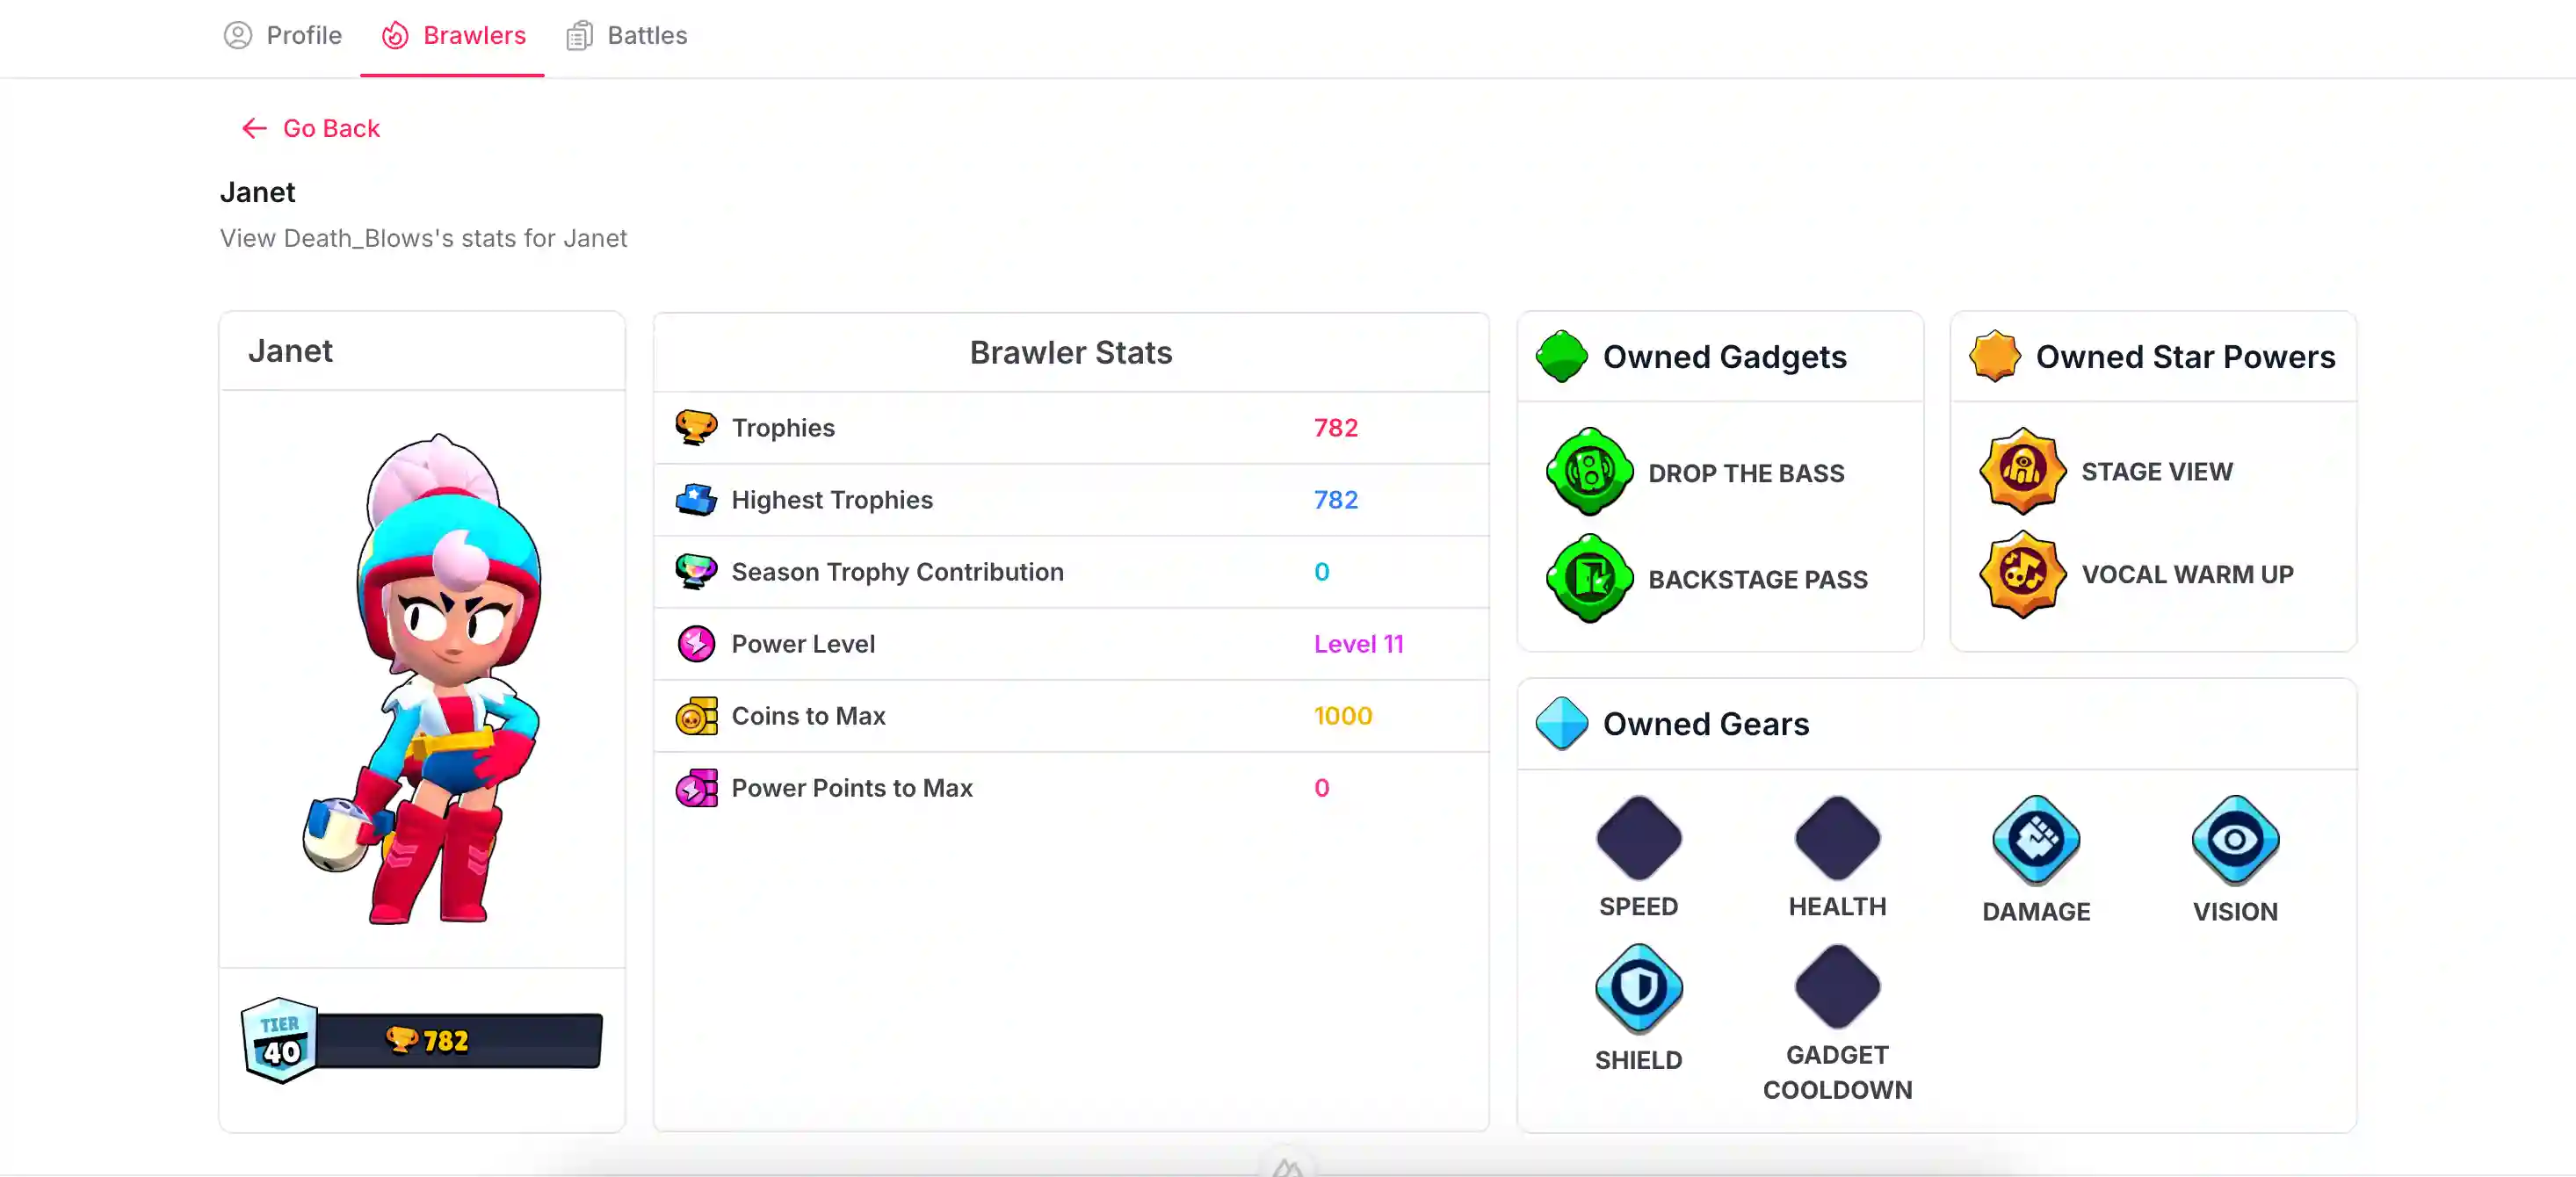 Profile
Brawlers
Battles
Go Back
Janet
View Death_Blows's stats for Janet
Janet
TIER
40
782
Brawler Stats
Trophies 782
Highest Trophies 782
Season Trophy Contribution 0
Power Level Level 11
Coins to Max 1000
Power Points to Max 0
Owned Gadgets
DROP THE BASS
BACKSTAGE PASS
Owned Star Powers
STAGE VIEW
VOCAL WARM UP
Owned Gears
SPEED
HEALTH
DAMAGE
VISION
SHIELD
GADGET
COOLDOWN